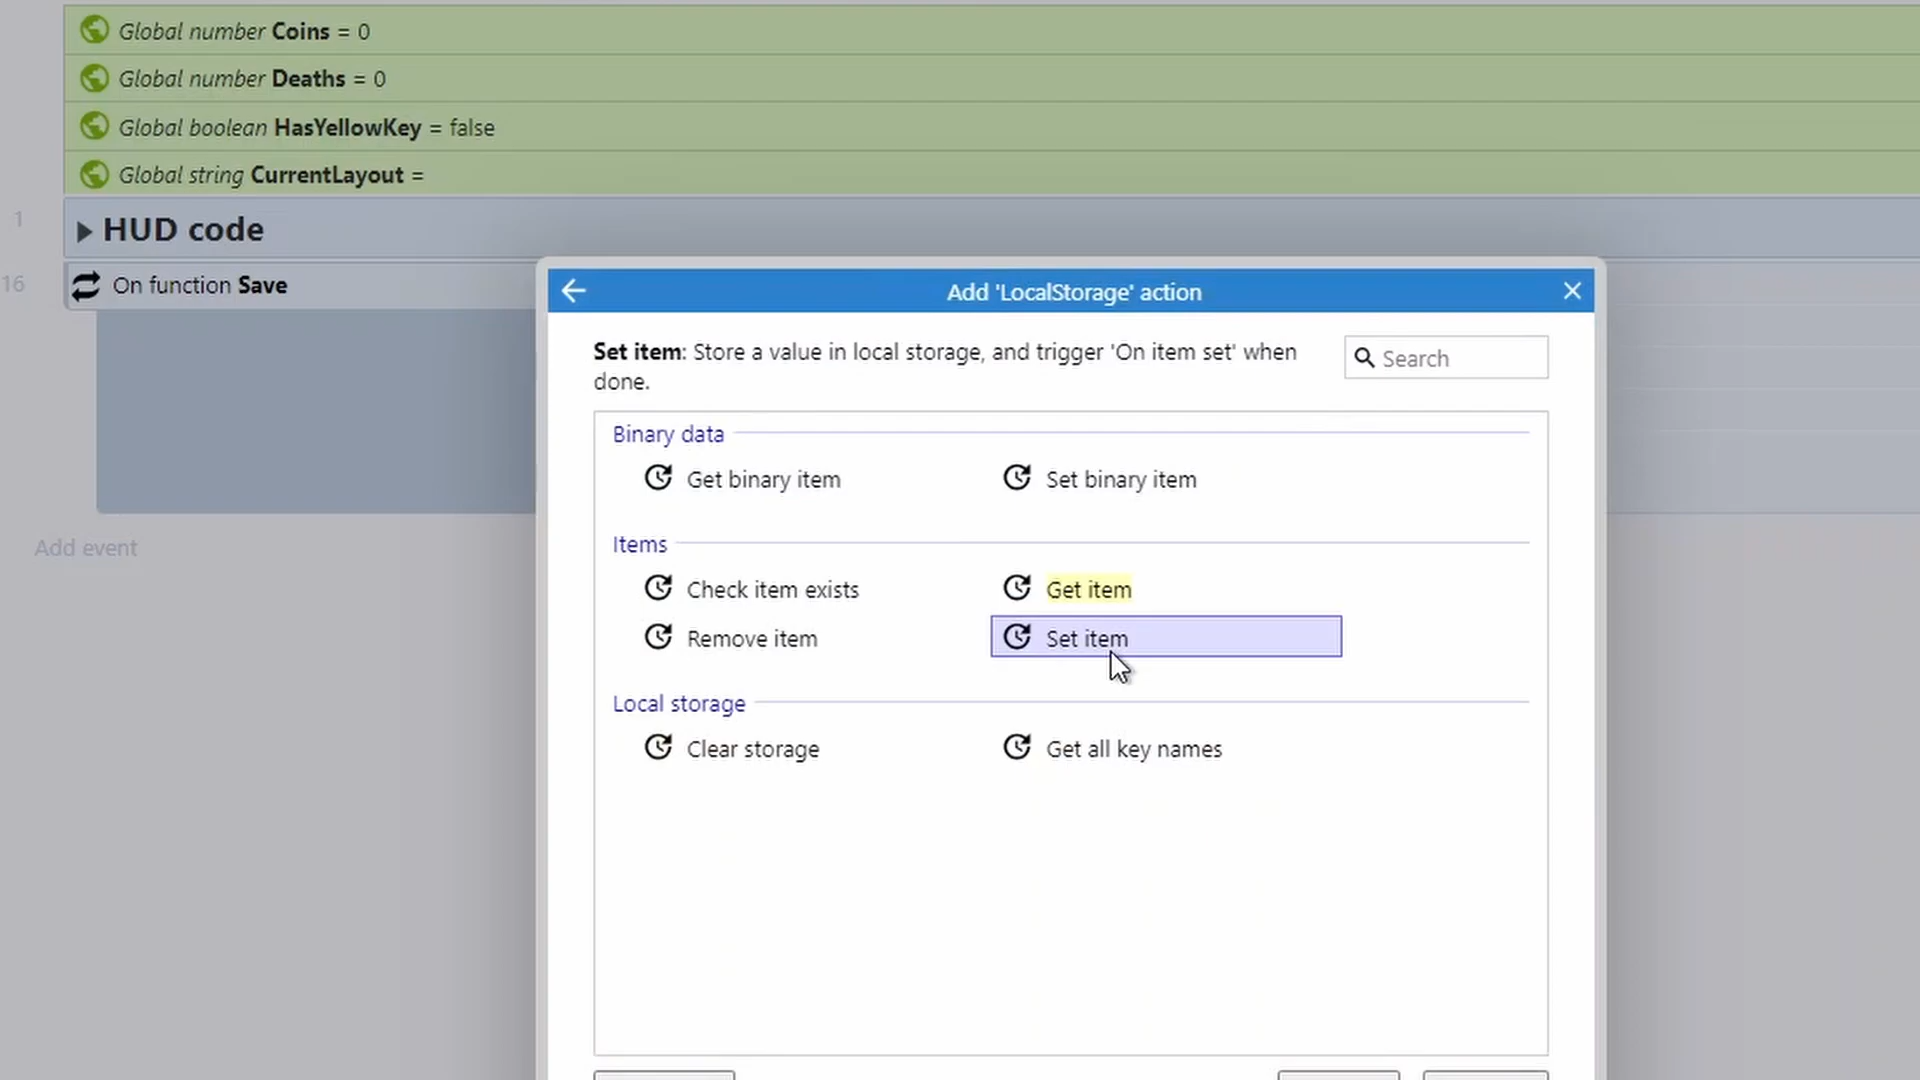 Global number Coins = 0
Global number Deaths = 0
Global boolean HasYellowKey = false
Global string CurrentLayout =
1
HUD code
16
On function Save
Add event
Add 'LocalStorage' action
Set item: Store a value in local storage, and trigger 'On item set' when
done.
Search
Binary data
Get binary item
Set binary item
Items
Check item exists
Get item
Remove item
Set item
Local storage
Clear storage
Get all key names